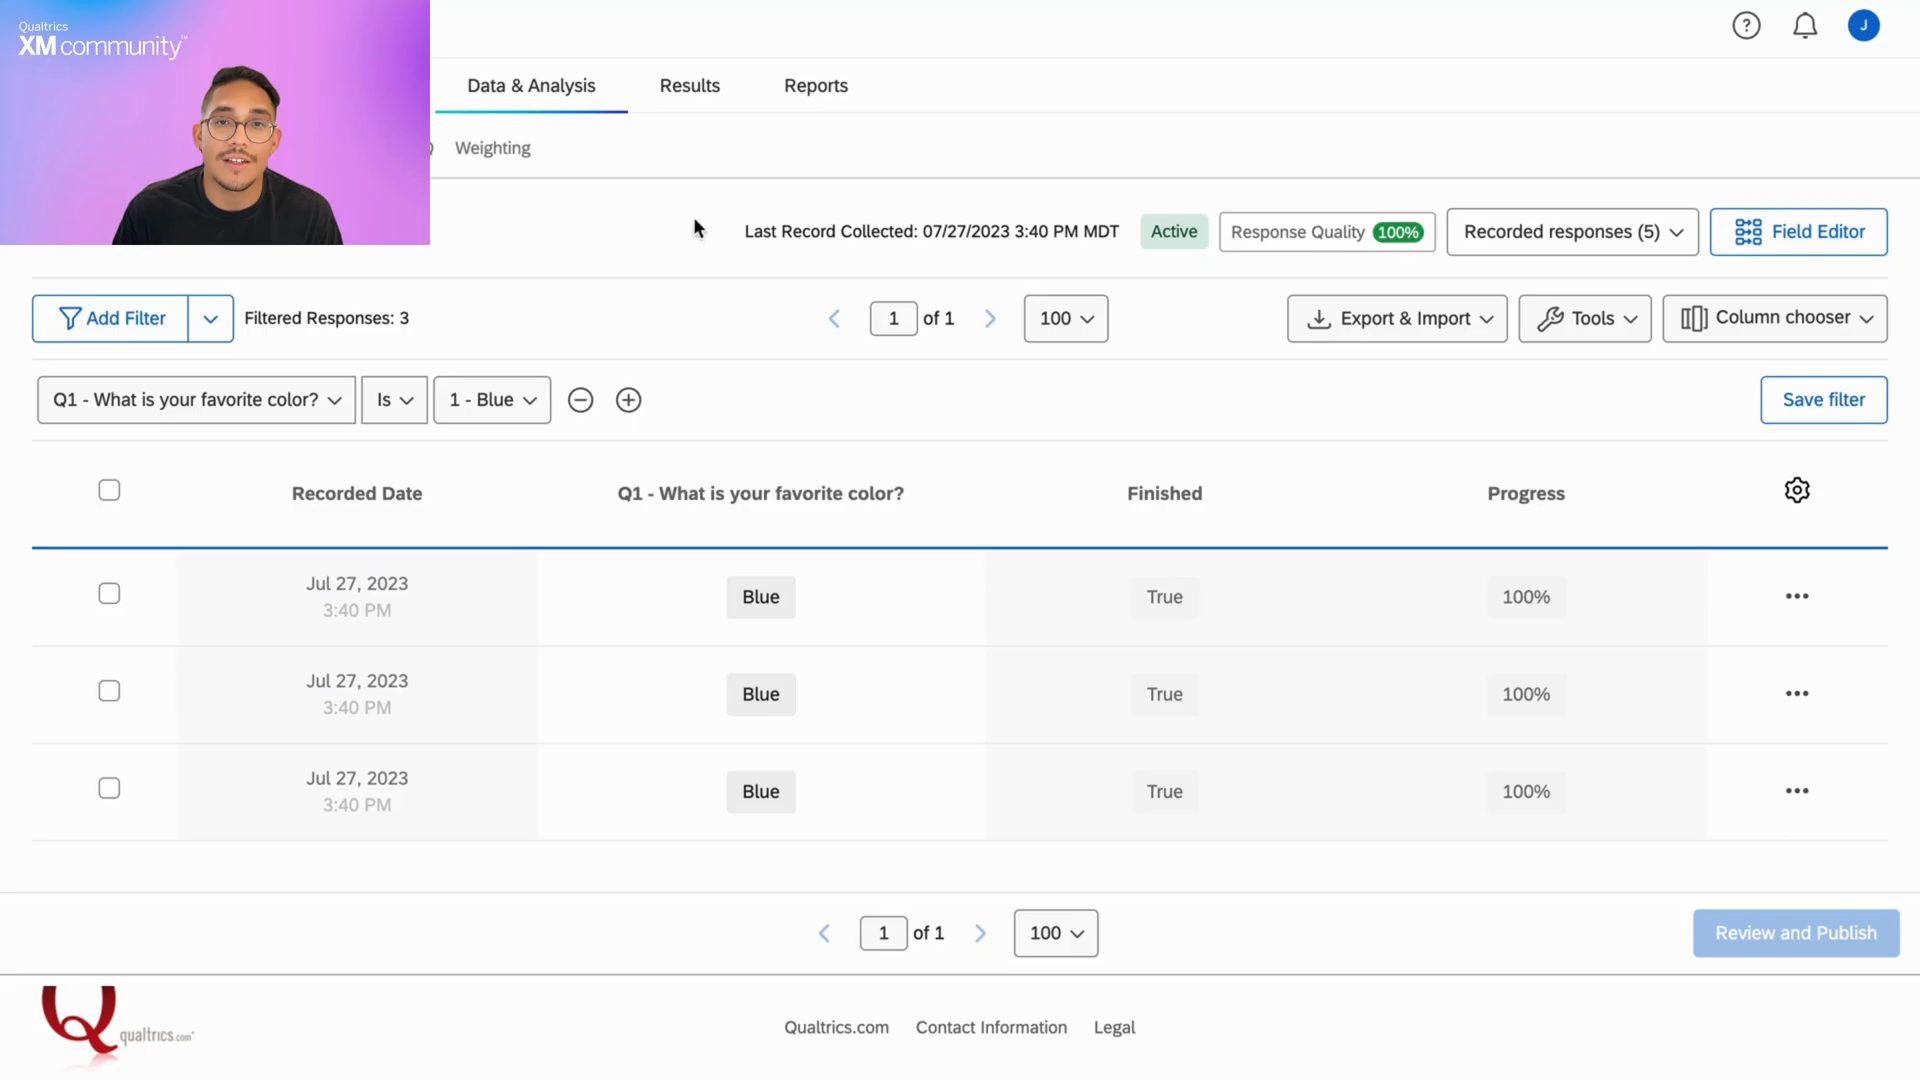 Qualtrics
XM community™
J
Data & Analysis
Results
Reports
Weighting
Last Record Collected: 07/27/2023 3:40 PM MDT
Active
Response Quality 100%
Recorded responses (5)
Field Editor
Add Filter
Filtered Responses: 3
1 of 1
100
Export & Import
Tools
Column chooser
Q1 - What is your favorite color?
Is
1 - Blue
Save filter
Recorded Date
Q1 - What is your favorite color?
Finished
Progress
Jul 27, 2023
3:40 PM
Blue
True
100%
Jul 27, 2023
3:40 PM
Blue
True
100%
Jul 27, 2023
3:40 PM
Blue
True
100%
1 of 1
100
Review and Publish
Q qualtrics.com
Qualtrics.com
Contact Information
Legal